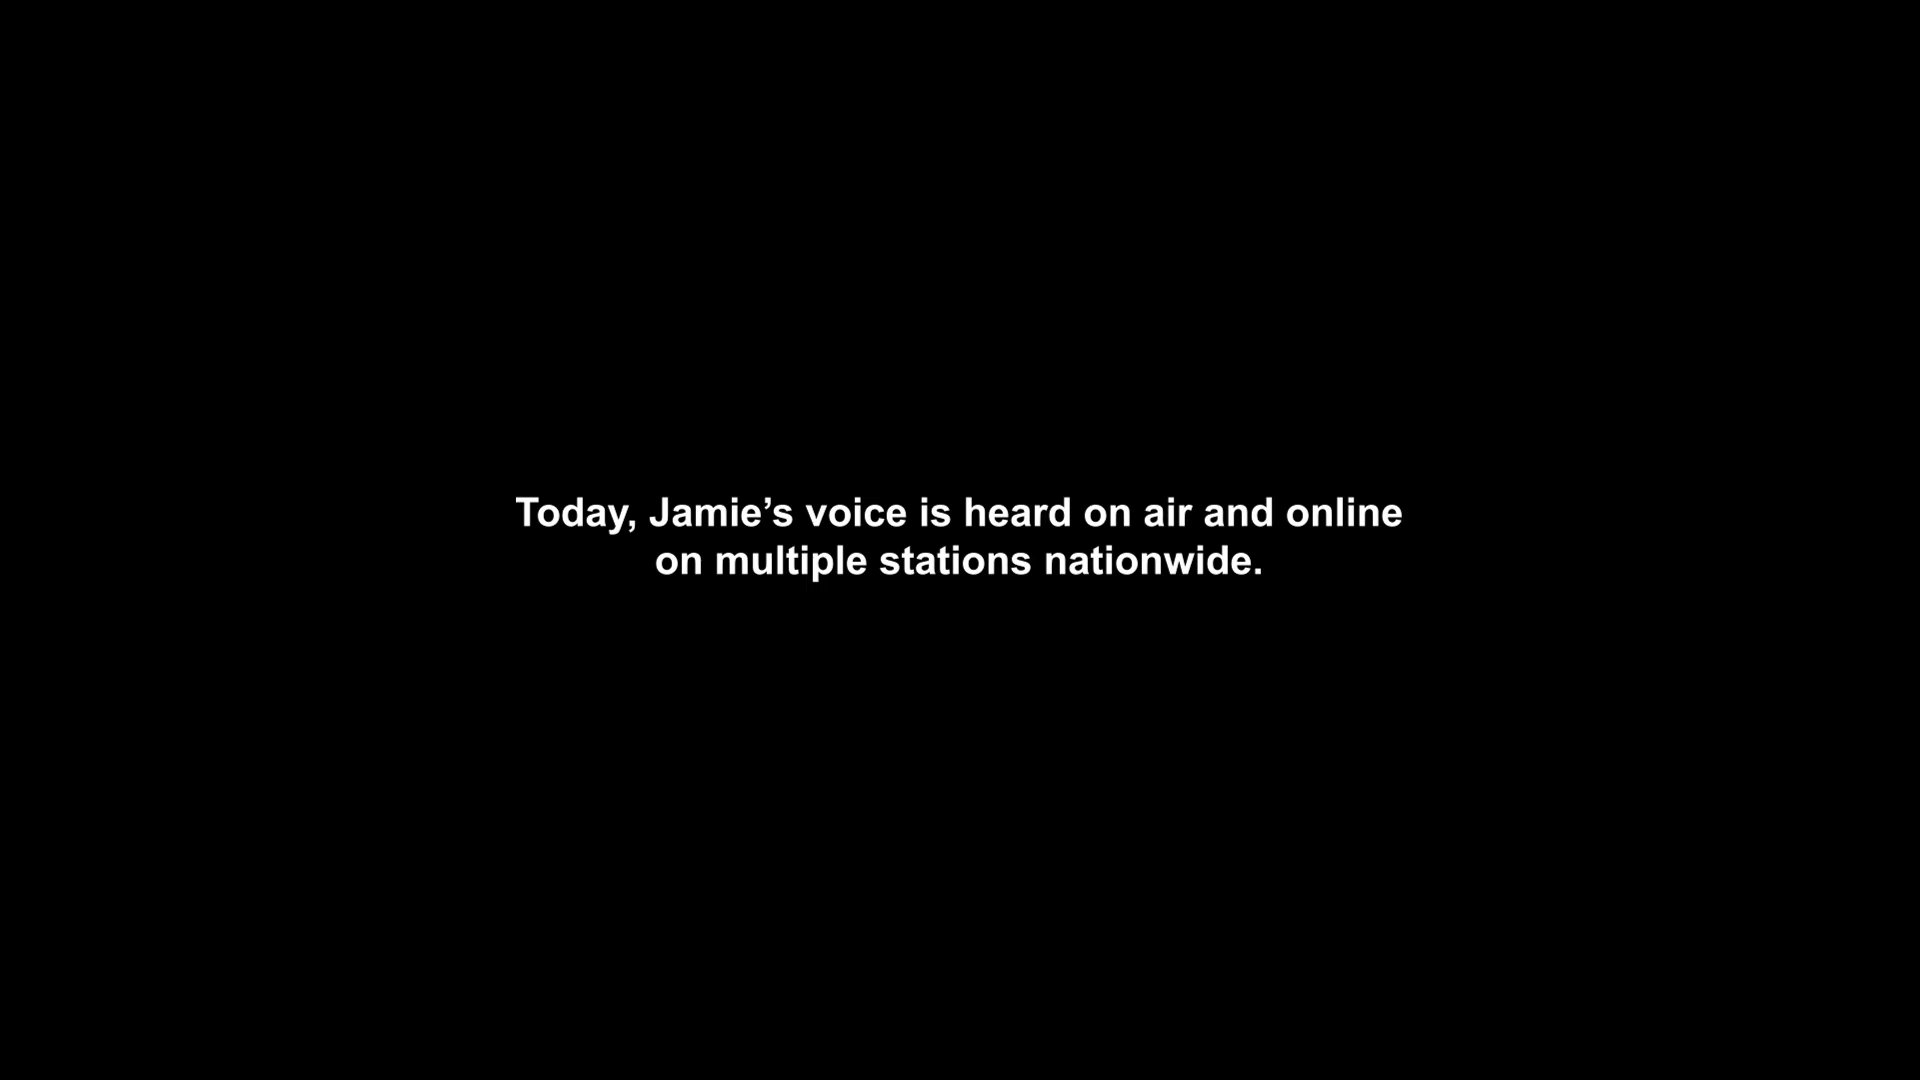 Today, Jamie’s voice is heard on air and online
on multiple stations nationwide.